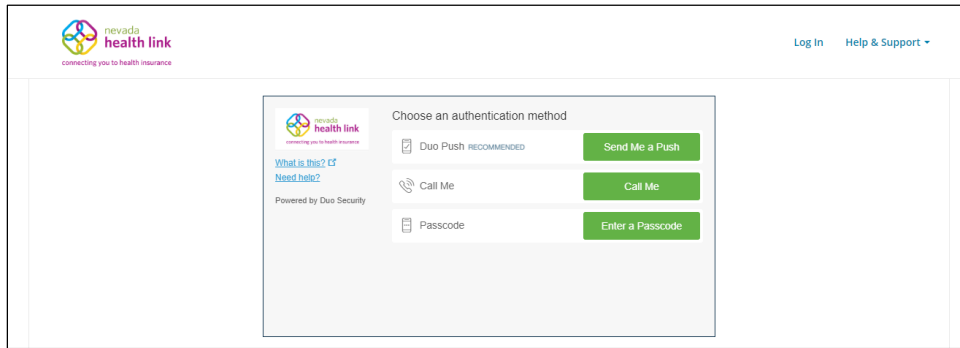 nevada
health link
connecting you to health insurance
Log In
Help & Support
nevada
health link
connecting you to health insurance
What is this?
Need help?
Powered by Duo Security
Choose an authentication method
Duo Push RECOMMENDED
Send Me a Push
Call Me
Call Me
Passcode
Enter a Passcode